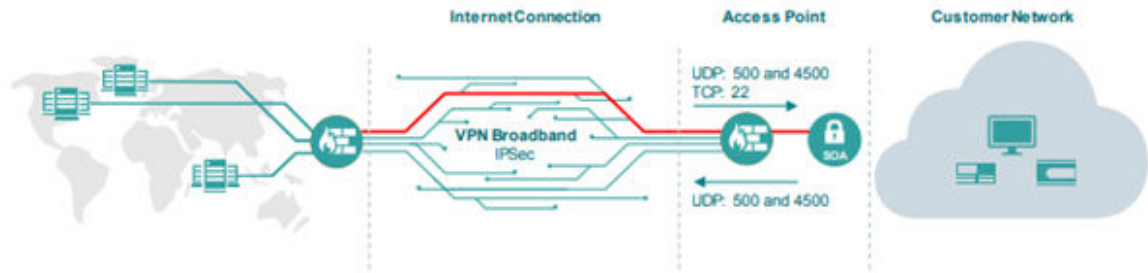 Internet Connection
Access Point
Customer Network
UDP: 500 and 4500
TCP: 22
VPN Broadband
IPSec
SOA
UDP: 500 and 4500